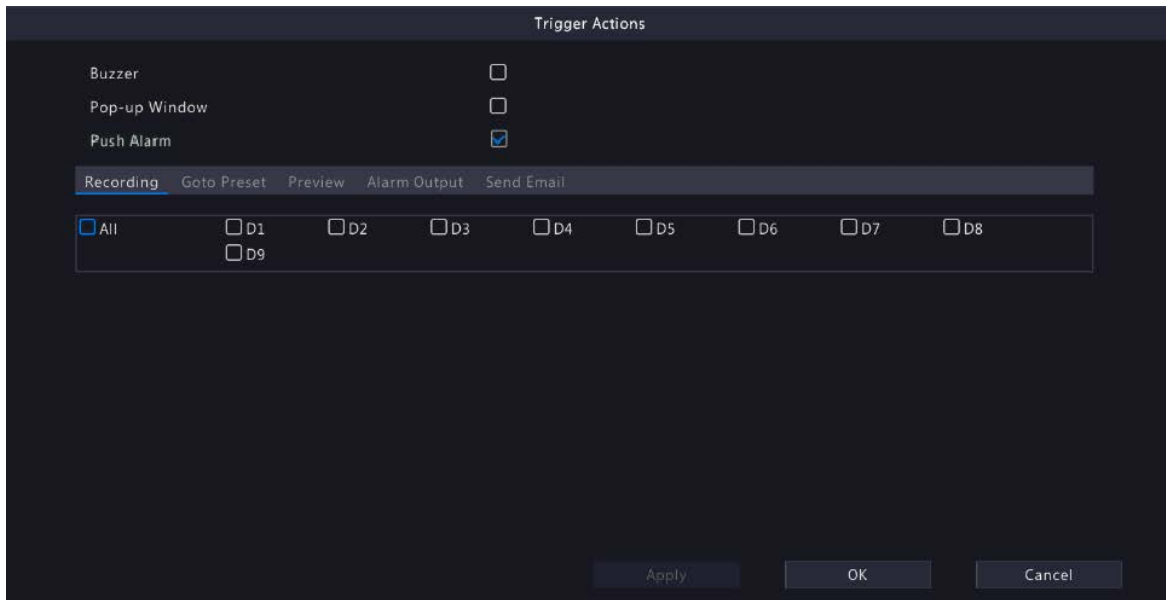 Trigger Actions
Buzzer
Pop-up Window
Push Alarm
Recording Goto Preset Preview Alarm Output Send Email
All D1 D2 D3 D4 D5 D6 D7 D8
D9
Apply OK Cancel